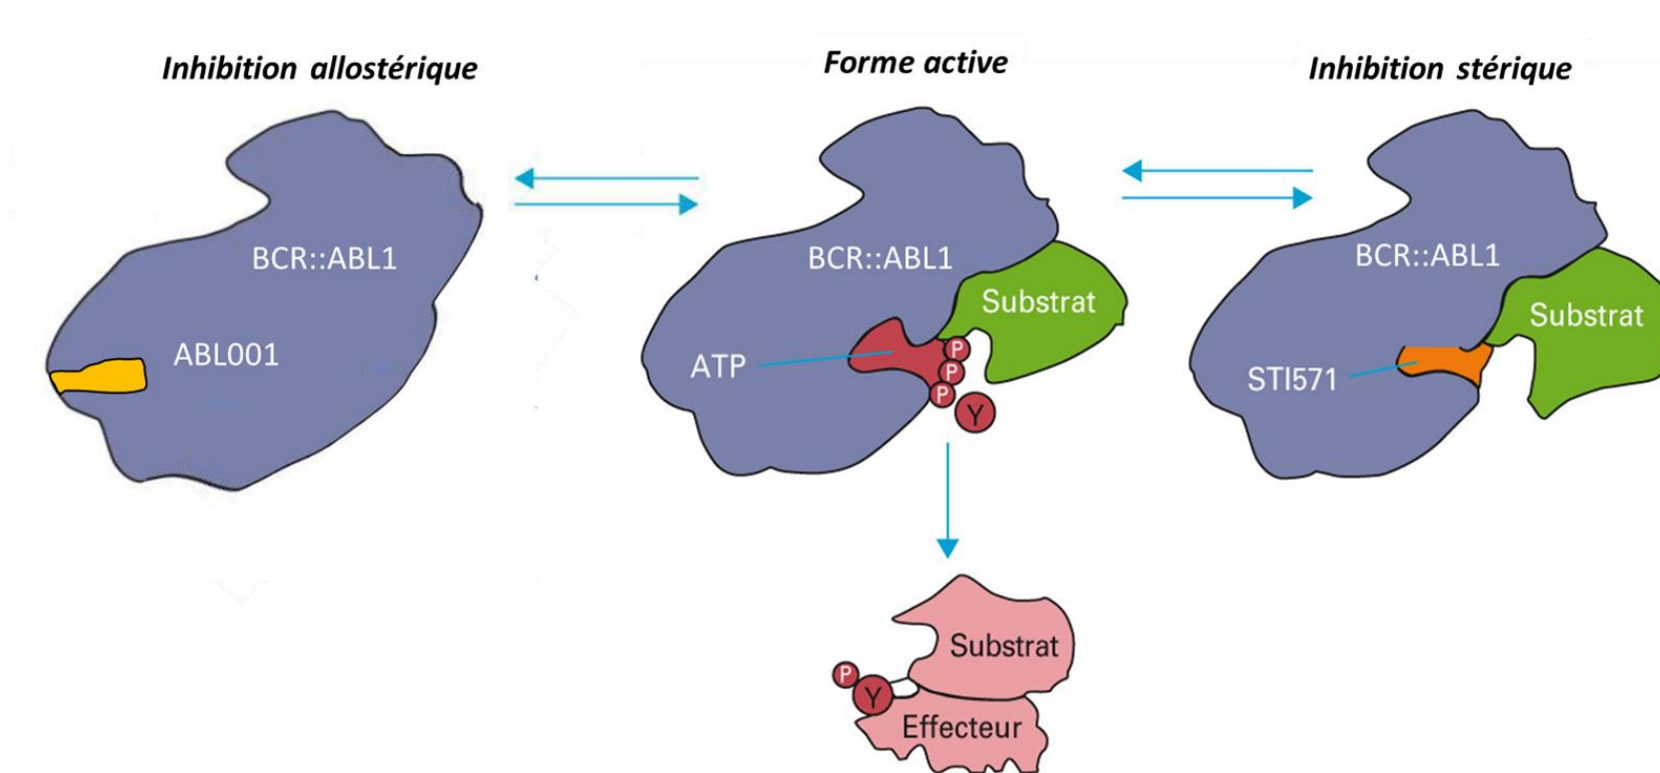 Inhibition allostérique
Forme active
Inhibition stérique
BCR::ABL1
ABL001
BCR::ABL1
Substrat
ATP
P
P
P
Y
BCR::ABL1
Substrat
STI571
Substrat
P
Y
Effecteur